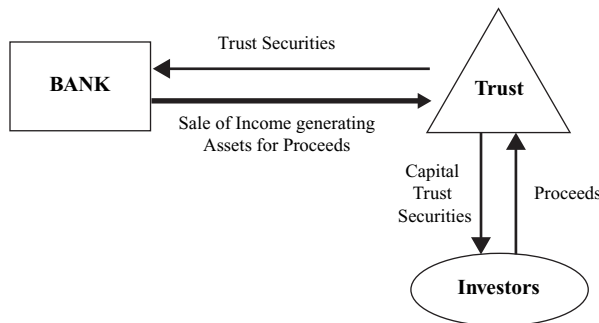 Trust Securities
BANK
Trust
Sale of Income generating
Assets for Proceeds
Capital
Trust
Securities
Proceeds
Investors